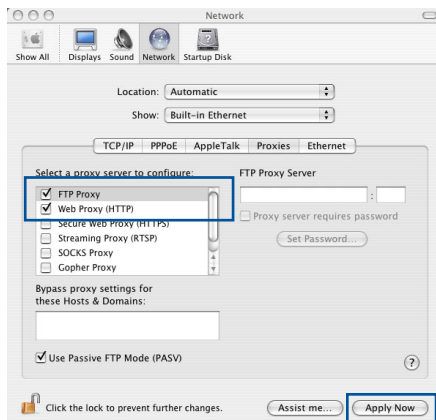 Network
Show All Displays Sound Network Startup Disk
Location: Automatic
Show: Built-in Ethernet
TCP/IP PPPoE AppleTalk Proxies Ethernet
Select a proxy server to configure: FTP Proxy Server
FTP Proxy :
Web Proxy (HTTP) Proxy server requires password
Secure Web Proxy (HTTPS)
Streaming Proxy (RTSP) Set Password...
SOCKS Proxy
Gopher Proxy
Bypass proxy settings for
these Hosts & Domains:
Use Passive FTP Mode (PASV) ?
Click the lock to prevent further changes. Assist me... Apply Now